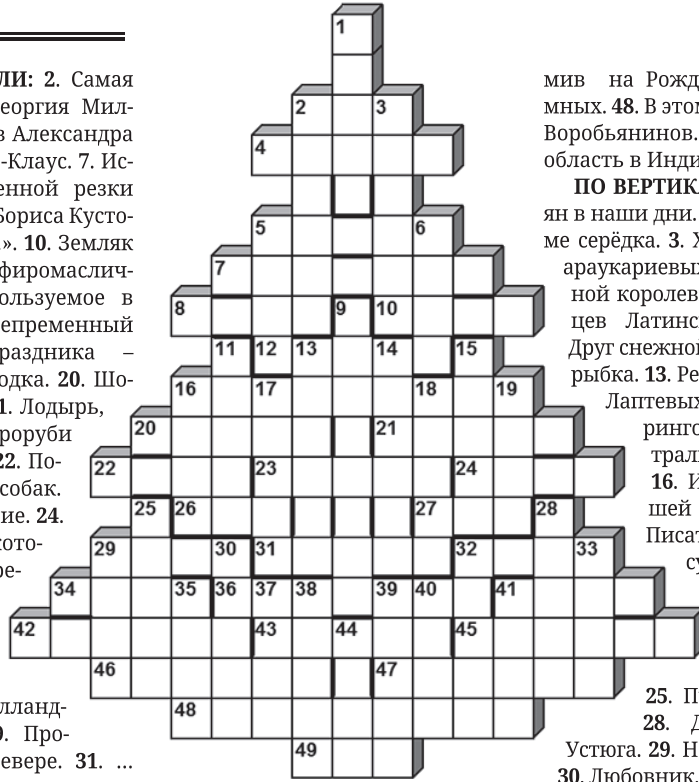 ЛИ: 2. Самая
еоргия Мил-
в Александра
-Клаус. 7. Ис-
енной резки
Бориса Кусто-
.». 10. Земляк
фиромаслич-
ользуемое в
епременный
раздника –
одка. 20. Шо-
1. Лодырь,
роруби
22. По-
собак.
ие. 24.
кото-
ре-
лланд-
9. Про-
евере. 31. ...
1
2 3
4
5 6
7
8 9 10
11 12 13 14 15
16 17 18 19
20 21
22 23 24
25 26 27 28
29 30 31 32 33
34 35 36 37 38 39 40 41
42 43 44 45
46 47
48
49
мив на Рожд
мных. 48. В этом
Воробьянинов.
область в Инди
ПО ВЕРТИКА
ян в наши дни.
ме серёдка. 3. Х
араукариевых
ной королев
цев Латинс
Друг снежной
рыбка. 13. Ре
Лаптевых
ринго
трал
16. И
шей
Писат
су
25. П
28. Д
Устюга. 29. Н
30. Любовник.